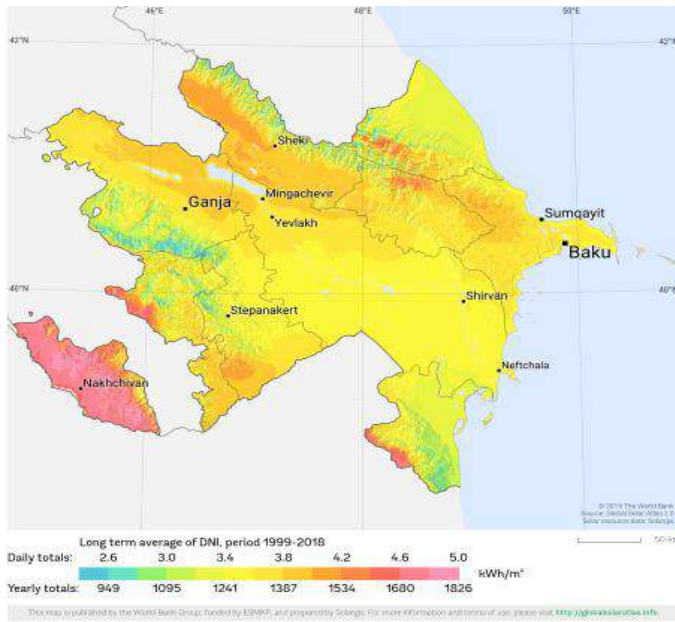 46°E 48°E 50°E
42°N 42°N
Sheki
Mingachevir
Ganja
Sumqayit
Yevlakh
Baku
40°N 40°N
Shirvan
Stepanakert
Neftchala
Nakhchivan
© 2019 The World Bank
Source: Global Solar Atlas 2.0
Solar resource data: Solargis
50 km
Long term average of DNI, period 1999-2018
Daily totals: 2.6 3.0 3.4 3.8 4.2 4.6 5.0
kWh/m²
Yearly totals: 949 1095 1241 1387 1534 1680 1826
This map is published by the World Bank Group, funded by ESMAP, and prepared by Solargis. For more information and terms of use, please visit http://globalsolaratlas.info.